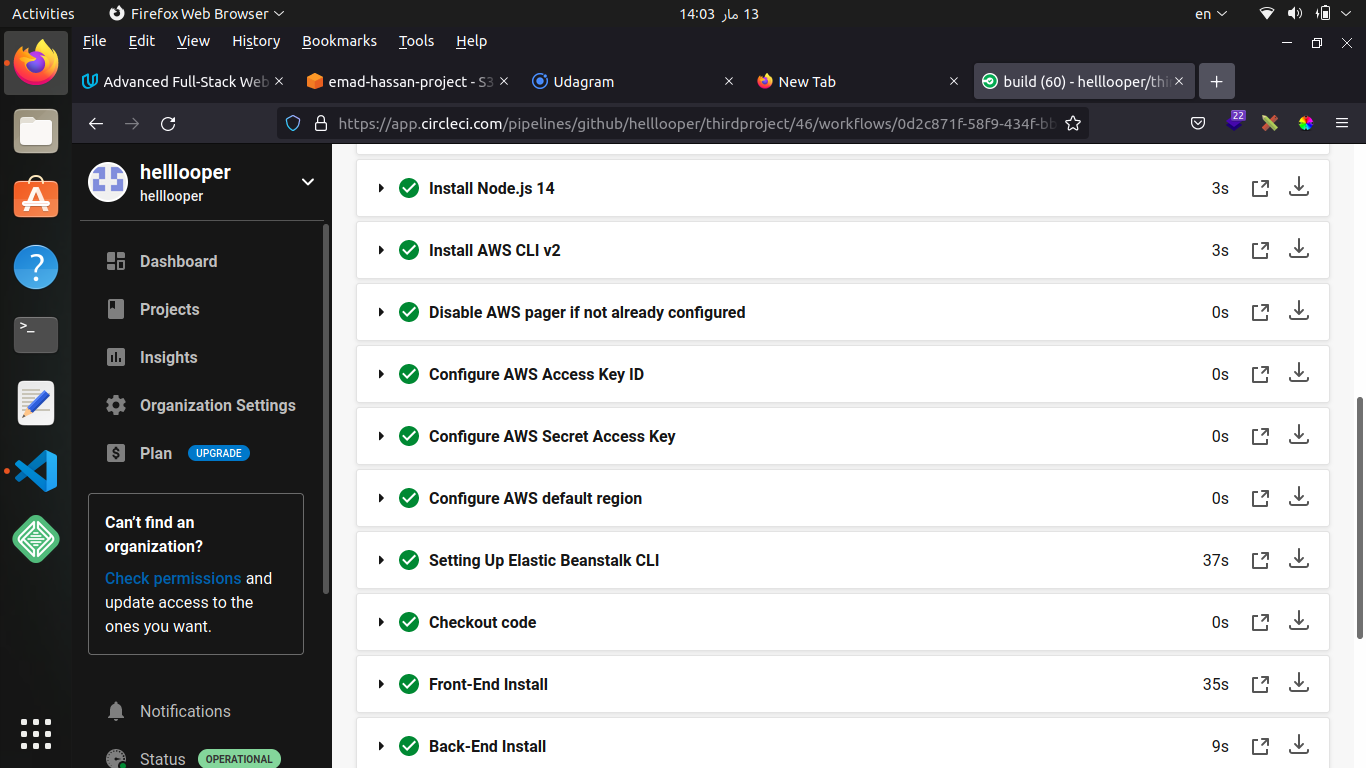 Activities
Firefox Web Browser
13 مار 14:03
en
File Edit View History Bookmarks Tools Help
Advanced Full-Stack Web
emad-hassan-project - S3
Udagram
New Tab
build (60) - helllooper/thi
https://app.circleci.com/pipelines/github/helllooper/thirdproject/46/workflows/0d2c871f-58f9-434f-bb
22
helllooper
helllooper
Dashboard
Projects
Insights
Organization Settings
Plan UPGRADE
Can't find an
organization?
Check permissions and
update access to the
ones you want.
Notifications
Status OPERATIONAL
Install Node.js 14 3s
Install AWS CLI v2 3s
Disable AWS pager if not already configured 0s
Configure AWS Access Key ID 0s
Configure AWS Secret Access Key 0s
Configure AWS default region 0s
Setting Up Elastic Beanstalk CLI 37s
Checkout code 0s
Front-End Install 35s
Back-End Install 9s